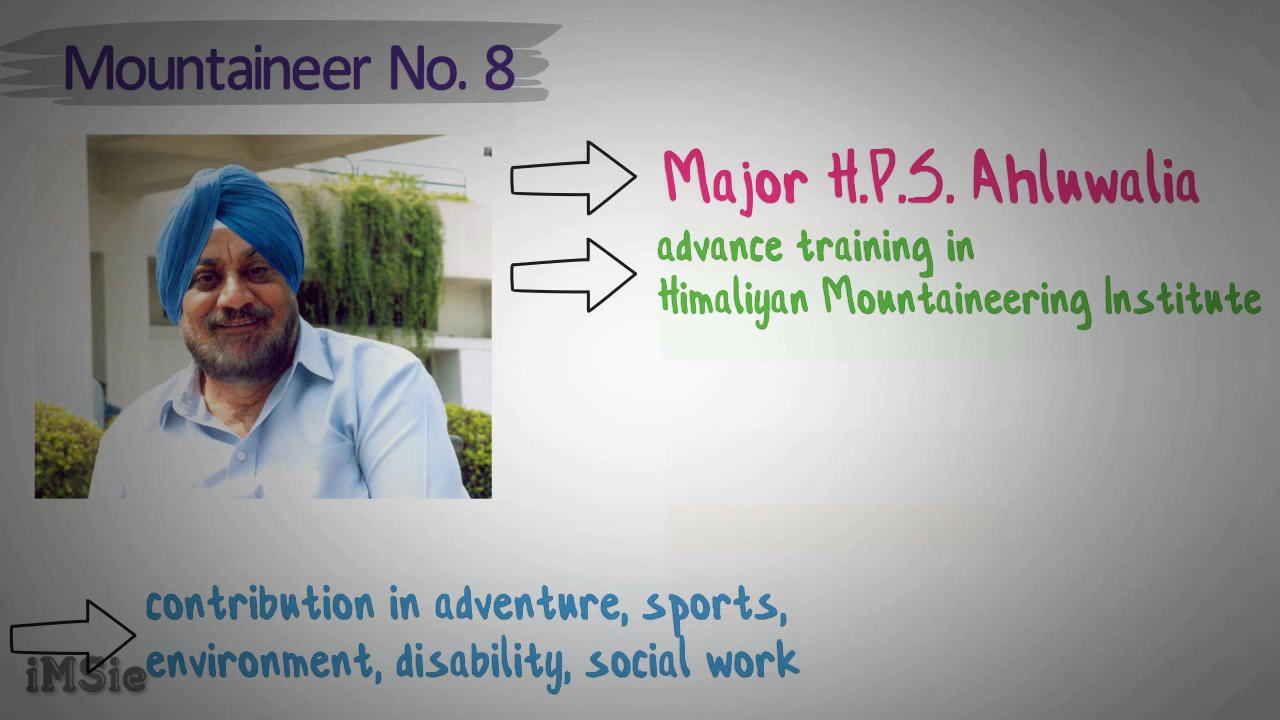 Mountaineer No. 8
Major H.P.S. Ahluwalia
advance training in
Himaliyan Mountaineering Institute
contribution in adventure, sports,
environment, disability, social work
iMSie